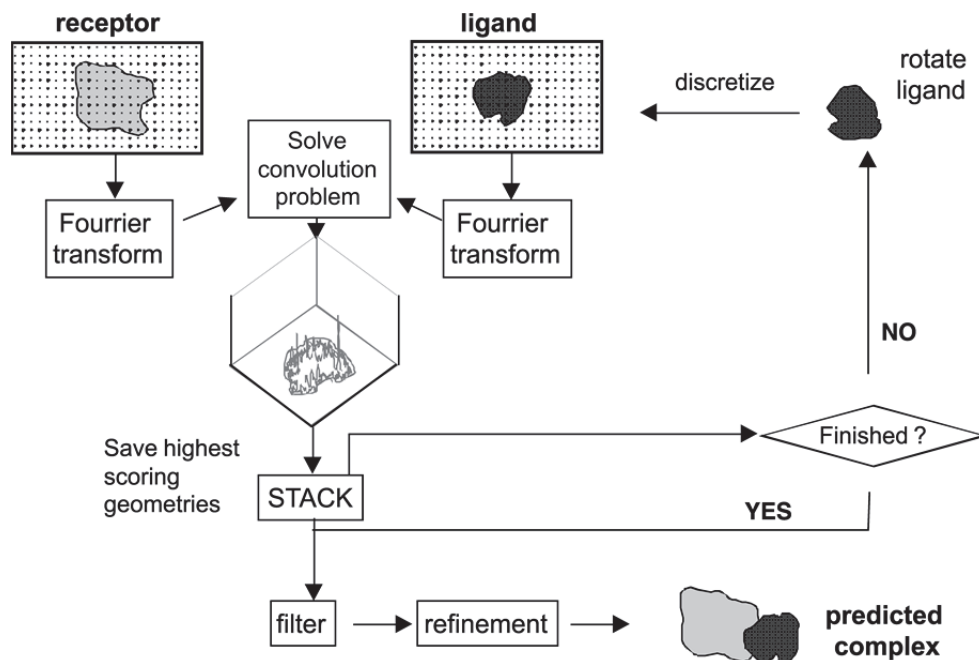 receptor
ligand
rotate
ligand
discretize
Solve
convolution
problem
Fourrier
transform
Fourrier
transform
NO
Save highest
scoring
geometries
Finished ?
STACK
YES
filter
refinement
predicted
complex